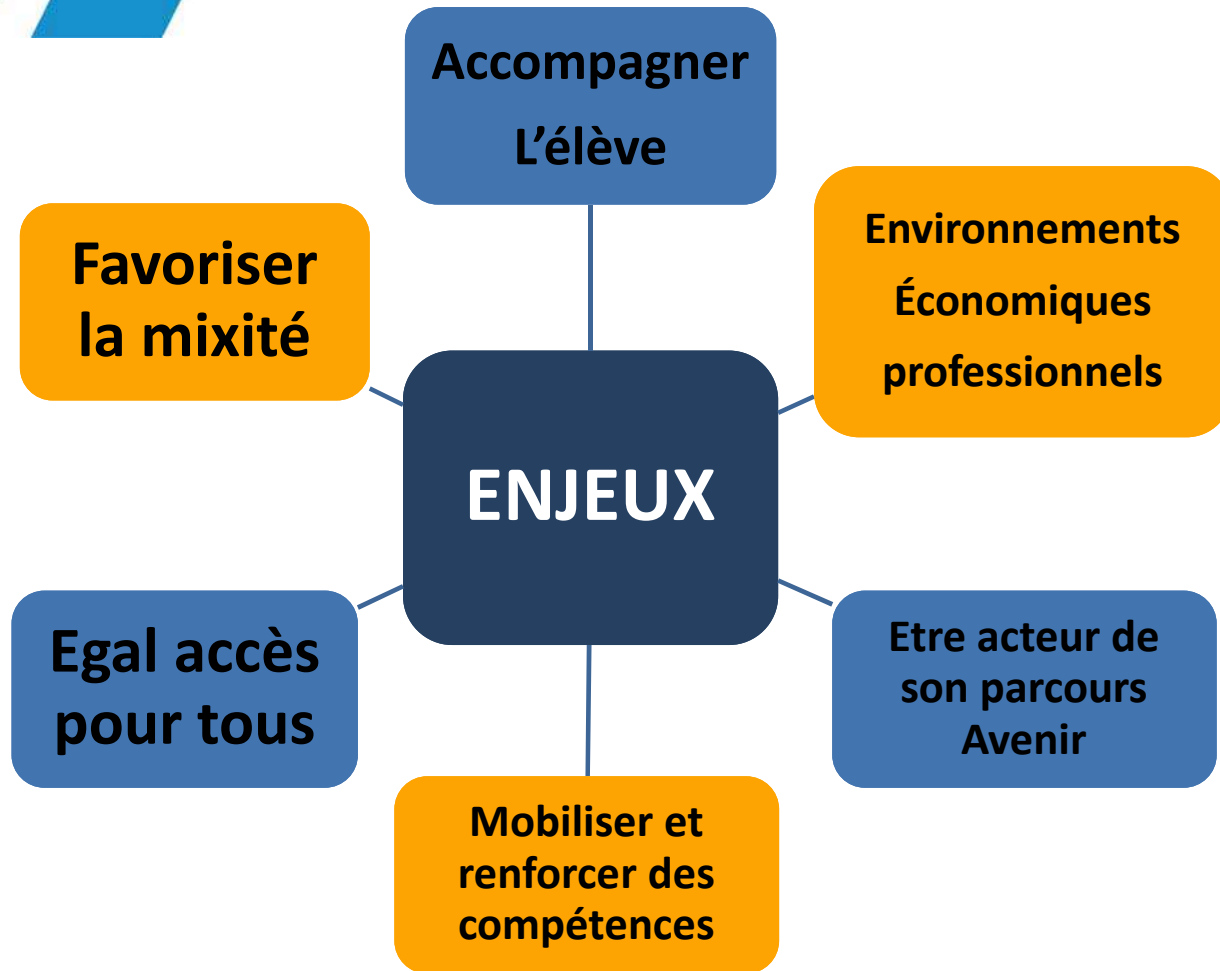 Accompagner
L’élève
Environnements
Économiques
professionnels
Favoriser
la mixité
ENJEUX
Egal accès
pour tous
Etre acteur de
son parcours
Avenir
Mobiliser et
renforcer des
compétences